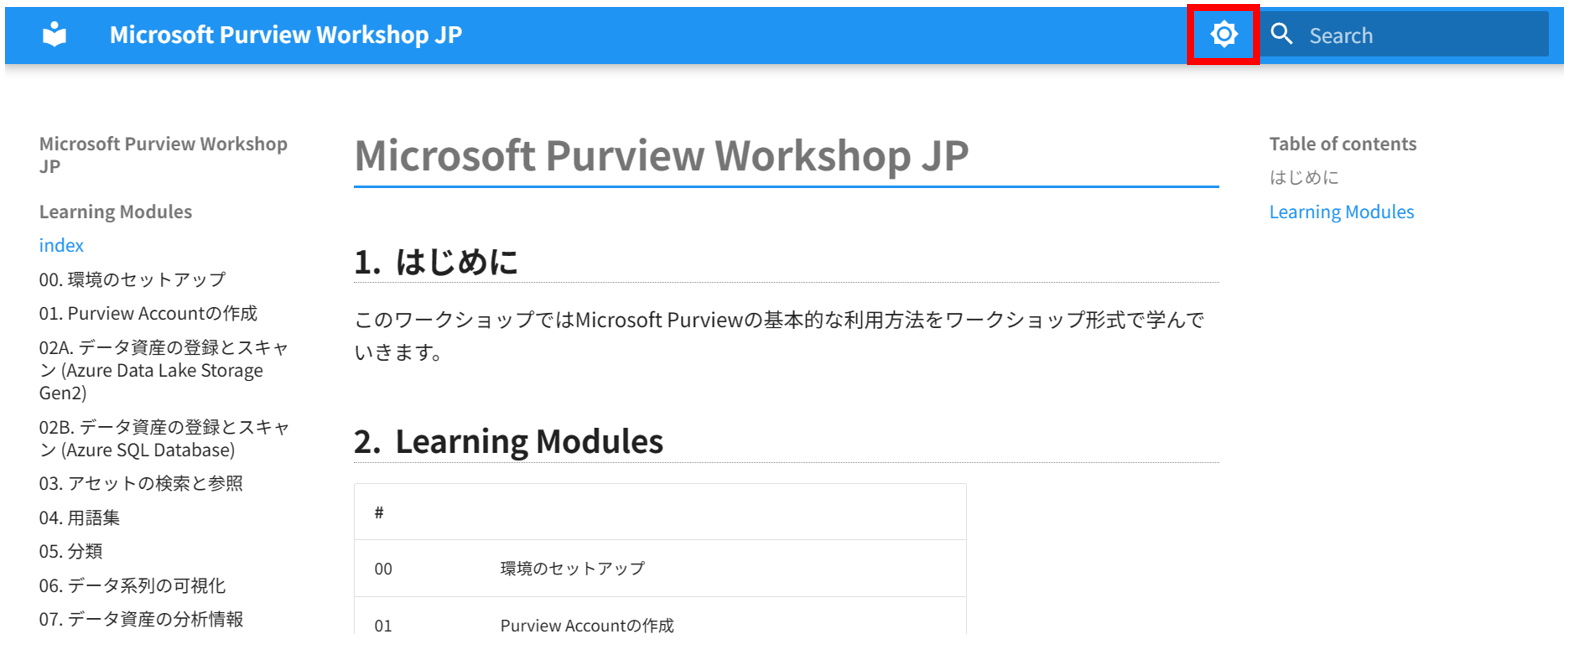 Microsoft Purview Workshop JP
Search
Microsoft Purview Workshop
JP
Learning Modules
index
00. 環境のセットアップ
01. Purview Accountの作成
02A. データ資産の登録とスキャ
ン (Azure Data Lake Storage
Gen2)
02B. データ資産の登録とスキャ
ン (Azure SQL Database)
03. アセットの検索と参照
04. 用語集
05. 分類
06. データ系列の可視化
07. データ資産の分析情報
Microsoft Purview Workshop JP
1. はじめに
このワークショップではMicrosoft Purviewの基本的な利用方法をワークショップ形式で学んで
いきます。
2. Learning Modules
#
00 環境のセットアップ
01 Purview Accountの作成
Table of contents
はじめに
Learning Modules